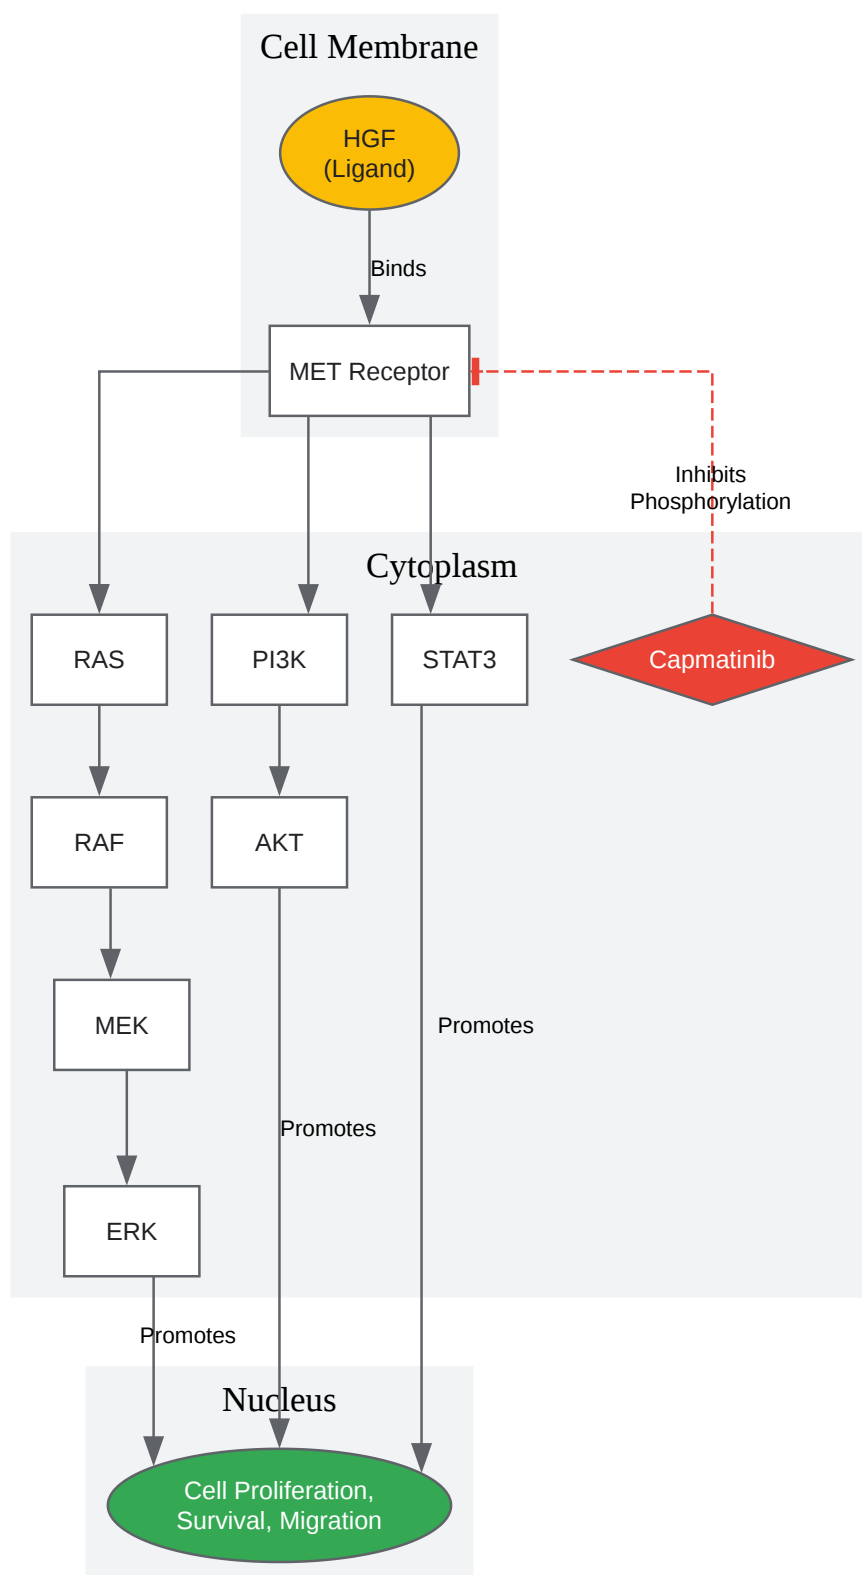 Cell Membrane
HGF
(Ligand)
Binds
MET Receptor
Inhibits
Phosphorylation
Cytoplasm
RAS
PI3K
STAT3
Capmatinib
RAF
AKT
MEK
Promotes
Promotes
ERK
Promotes
Nucleus
Cell Proliferation,
Survival, Migration